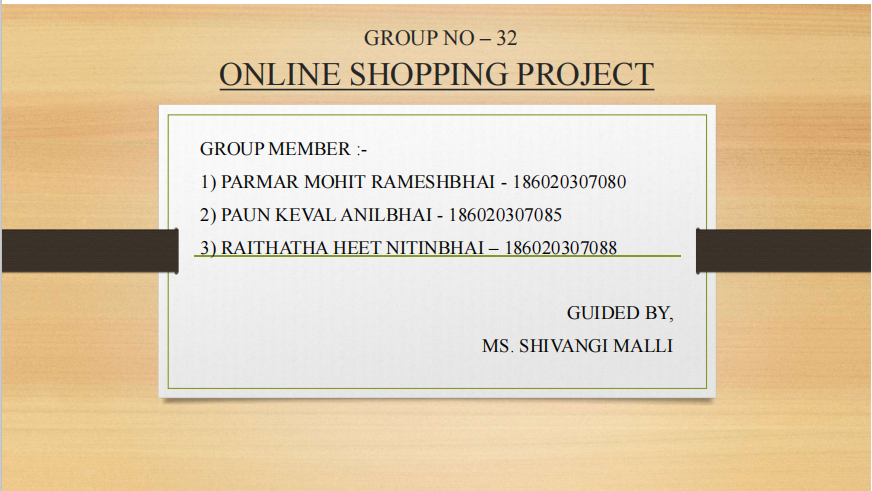 GROUP NO – 32
ONLINE SHOPPING PROJECT
GROUP MEMBER :-
1) PARMAR MOHIT RAMESHBHAI - 186020307080
2) PAUN KEVAL ANILBHAI - 186020307085
3) RAITHATHA HEET NITINBHAI – 186020307088
GUIDED BY,
MS. SHIVANGI MALLI